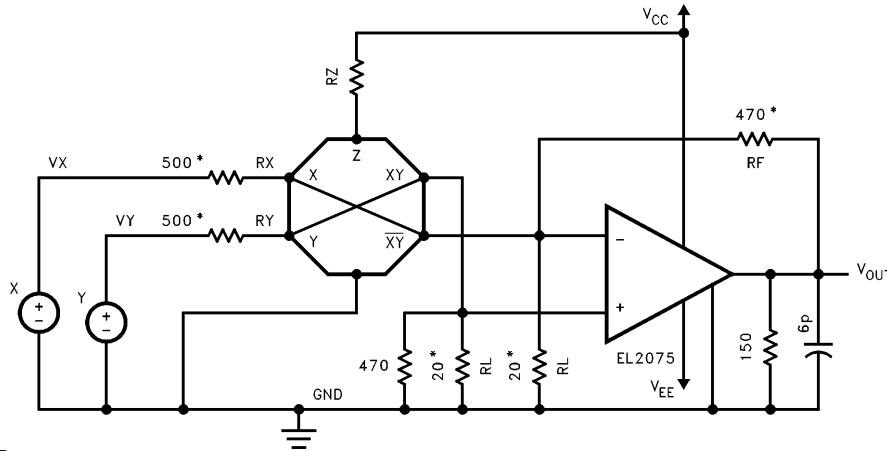 VCC
RZ
470*
RF
Z
VX
500*
RX
X
XY
VY
500*
RY
Y
X̅Y̅
−
+
VOUT
X
+
−
Y
+
−
470
20*
RL
20*
RL
EL2075
150
6p
VEE
GND